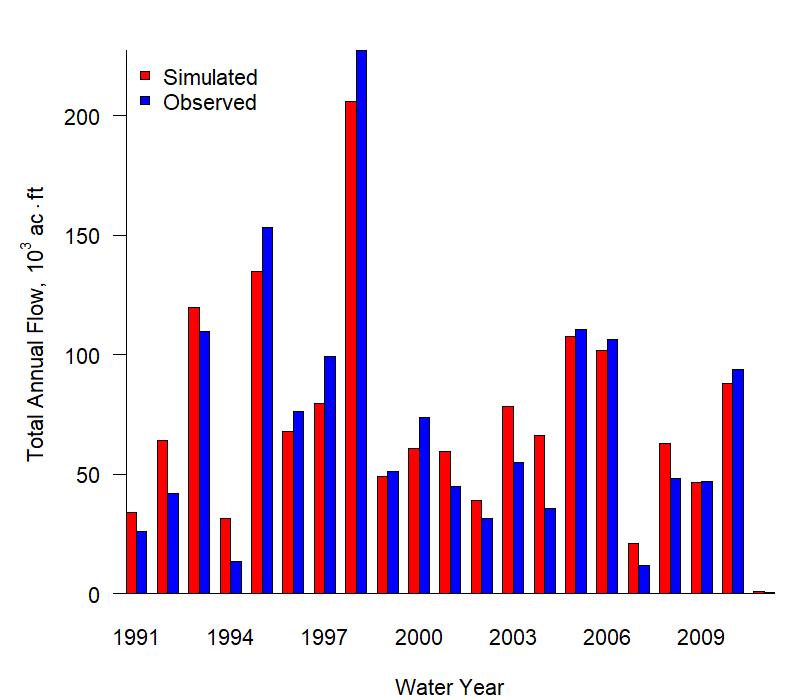 Simulated
Observed
200
150
100
50
0
Total Annual Flow, 10³ ac·ft
1991 1994 1997 2000 2003 2006 2009
Water Year